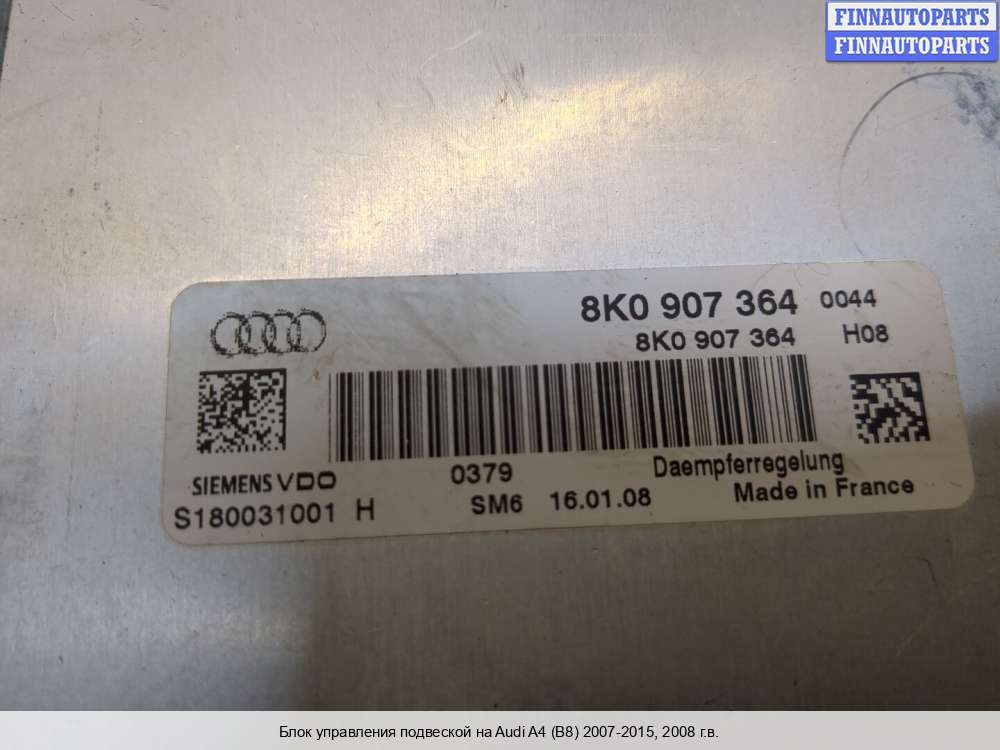 FINNAUTOPARTS
FINNAUTOPARTS
8K0 907 364 0044
8K0 907 364 H08
SIEMENS VDO 0379 Daempferregelung
S180031001 H SM6 16.01.08 Made in France
Блок управления подвеской на Audi A4 (B8) 2007-2015, 2008 г.в.